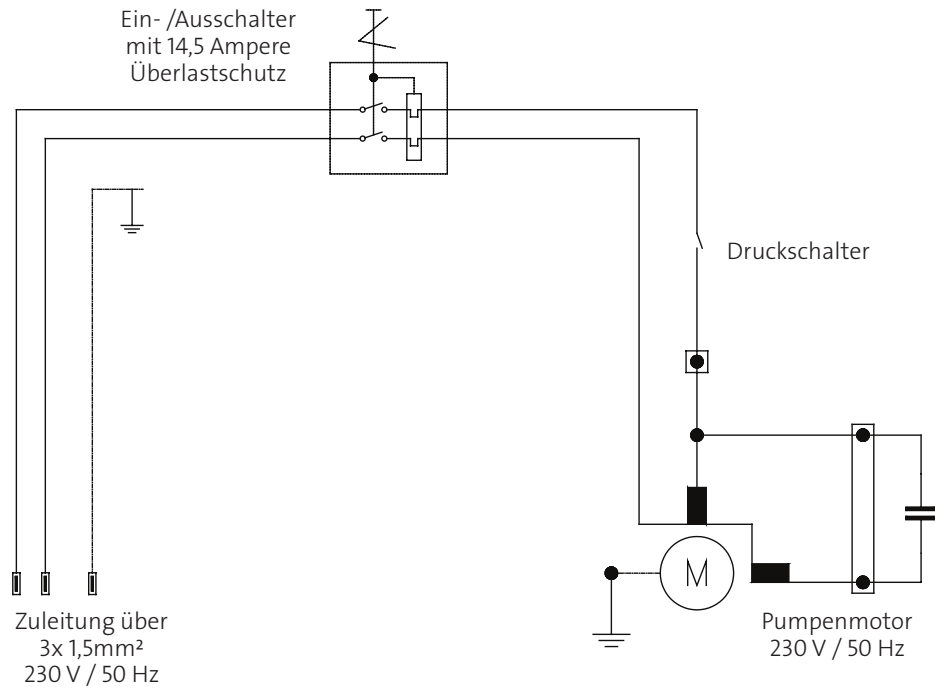 Ein- /Ausschalter
mit 14,5 Ampere
Überlastschutz
Druckschalter
M
Zuleitung über
3x 1,5mm²
230 V / 50 Hz
Pumpenmotor
230 V / 50 Hz